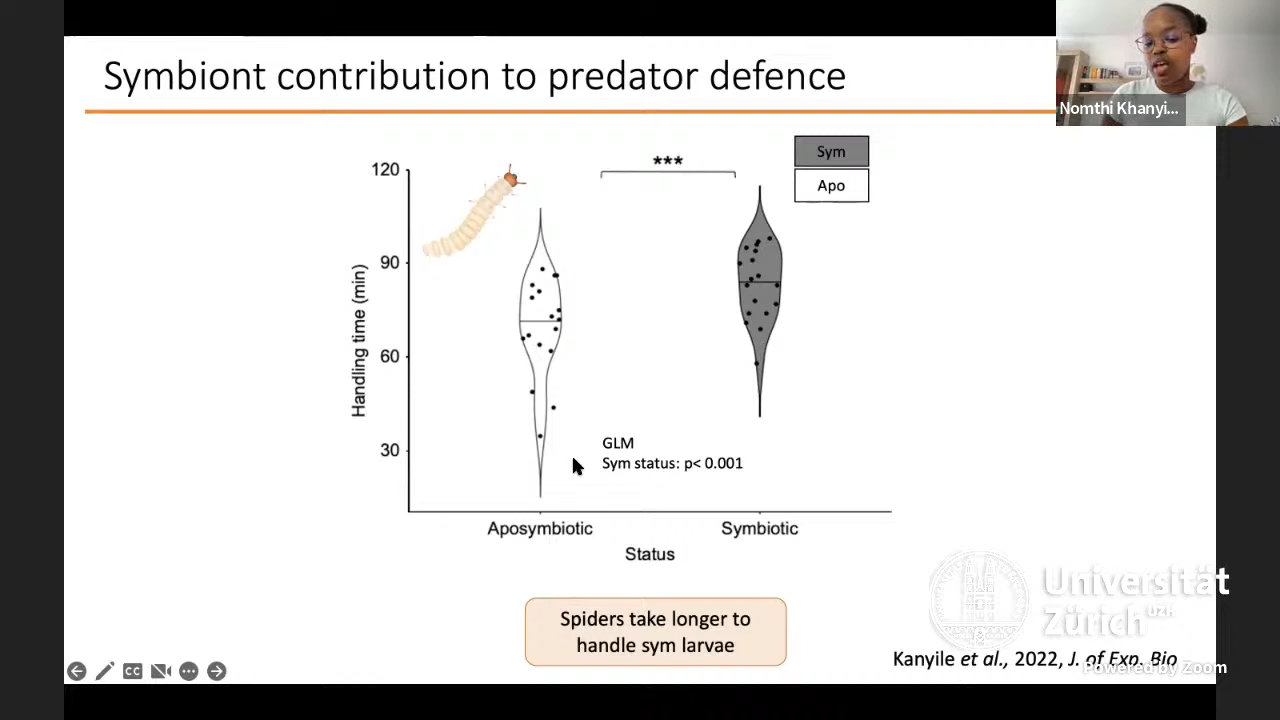 Symbiont contribution to predator defence
Nomthi Khanyi...
Sym
Apo
***
120
90
60
30
Handling time (min)
GLM
Sym status: p< 0.001
Aposymbiotic
Symbiotic
Status
Spiders take longer to
handle sym larvae
Universität
Zürich UZH
Kanyile et al., 2022, J. of Exp. Bio
Powered by Zoom
CC